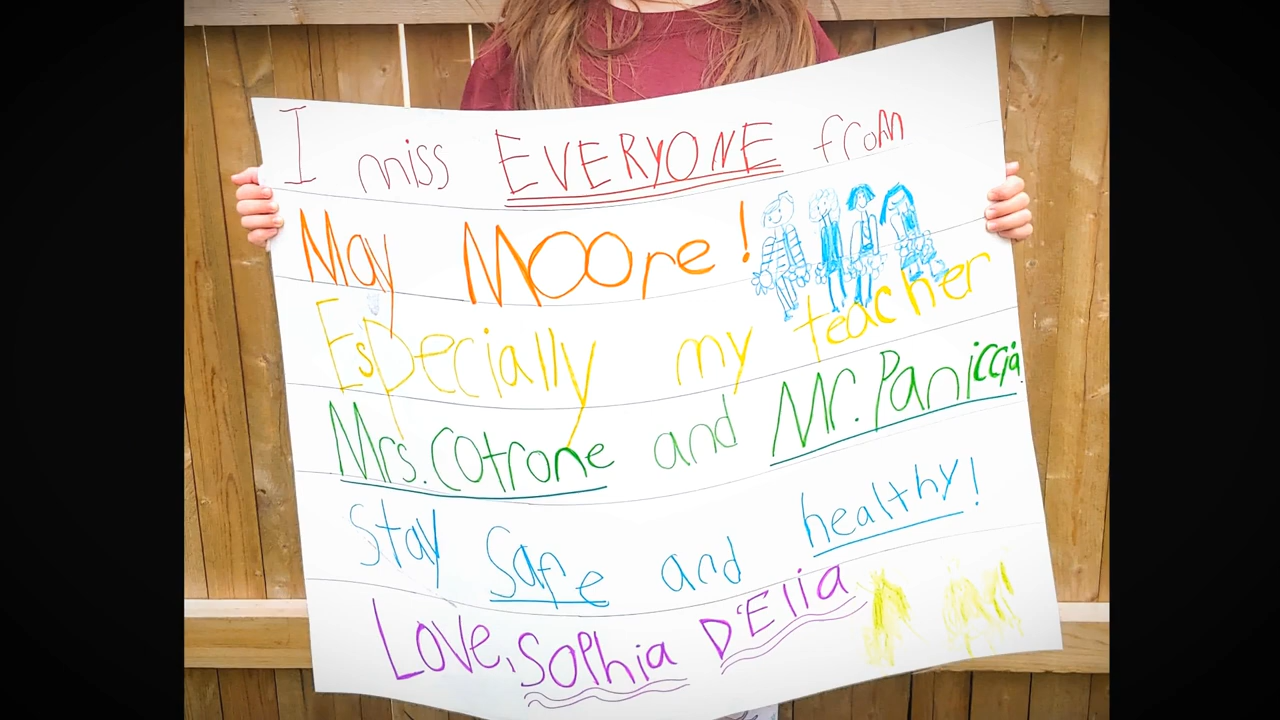 I miss EVERYONE from
May MOOre!
Especially my teacher
Mrs. Cotrone and Mr. Paniccia.
Stay Safe and healthy!
Love, Sophia D'Elia